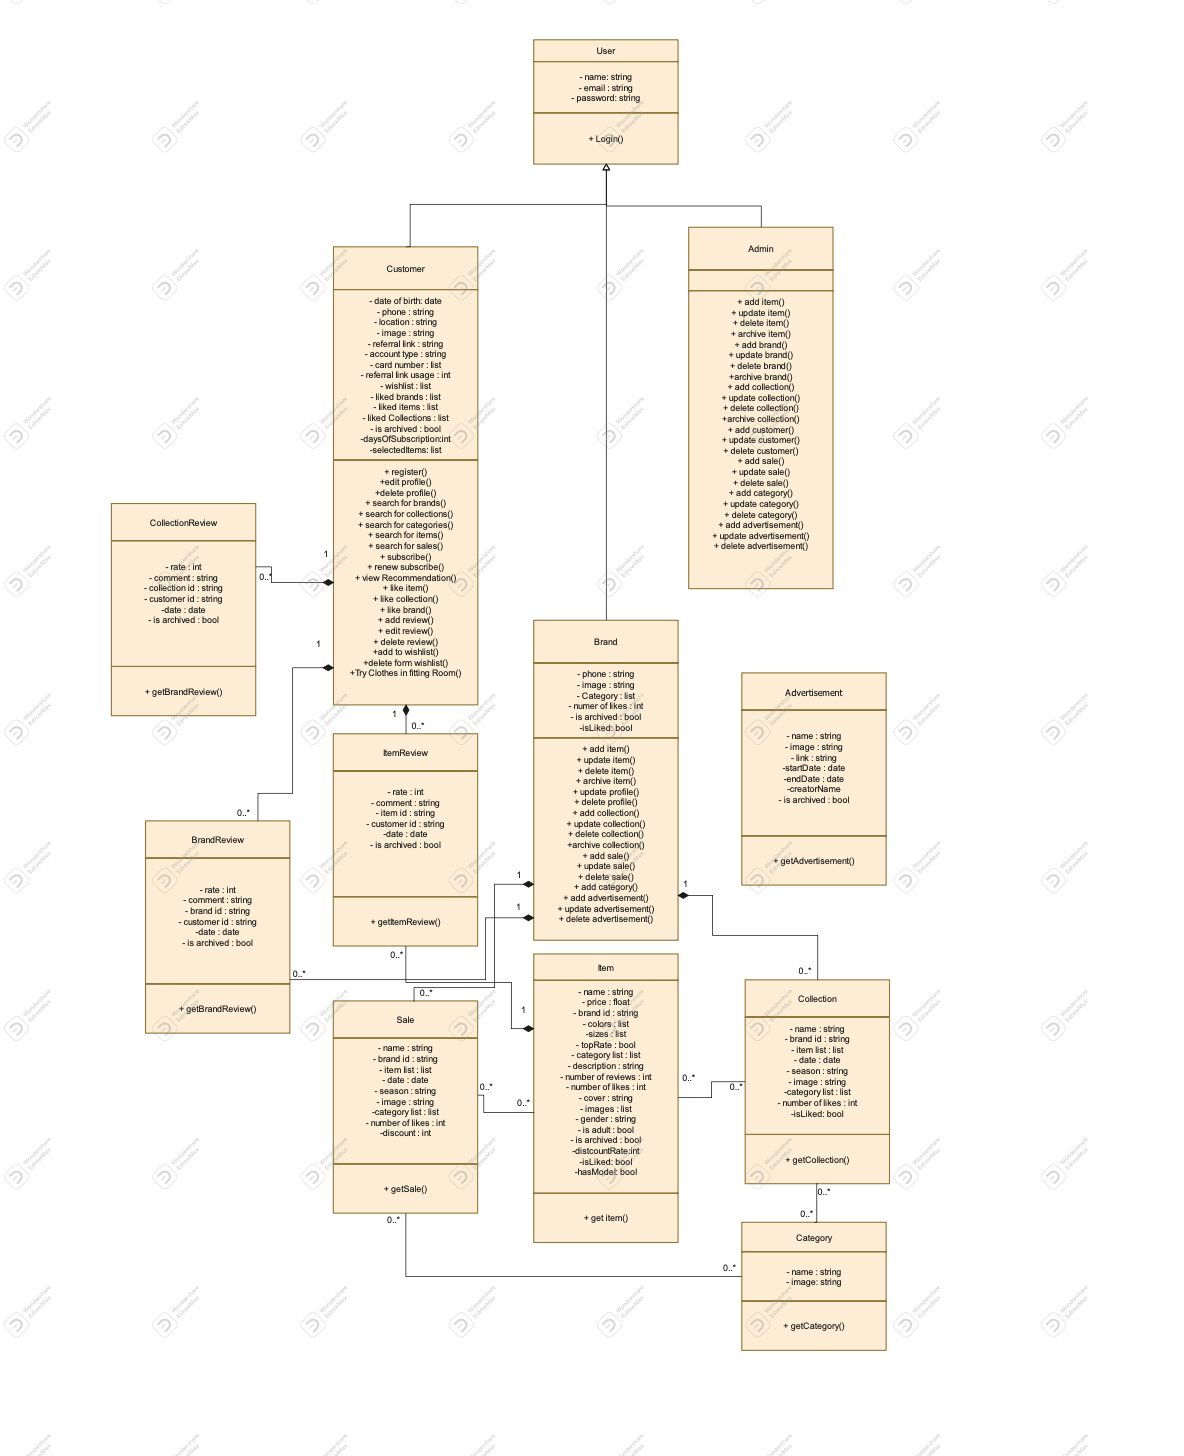 User
- name: string
- email : string
- password: string
+ Login()
Customer
- date of birth: date
- phone : string
- location : string
- image : string
- referral link : string
- account type : string
- card number : list
- referral link usage : int
- wishlist : list
- liked brands : list
- liked items : list
- liked Collections : list
- is archived : bool
-daysOfSubscription:int
-selectedItems: list
+ register()
+edit profile()
+delete profile()
+ search for brands()
+ search for collections()
+ search for categories()
+ search for items()
+ search for sales()
+ subscribe()
+ renew subscribe()
+ view Recommendation()
+ like item()
+ like collection()
+ like brand()
+ add review()
+ edit review()
+ delete review()
+add to wishlist()
+delete form wishlist()
+Try Clothes in fitting Room()
Admin
+ add item()
+ update item()
+ delete item()
+ archive item()
+ add brand()
+ update brand()
+ delete brand()
+archive brand()
+ add collection()
+ update collection()
+ delete collection()
+archive collection()
+ add customer()
+ update customer()
+ delete customer()
+ add sale()
+ update sale()
+ delete sale()
+ add category()
+ update category()
+ delete category()
+ add advertisement()
+ update advertisement()
+ delete advertisement()
CollectionReview
- rate : int
- comment : string
- collection id : string
- customer id : string
-date : date
- is archived : bool
+ getBrandReview()
1
0..*
1
0..*
1
0..*
Brand
- phone : string
- image : string
- Category : list
- numer of likes : int
- is archived : bool
-isLiked: bool
+ add item()
+ update item()
+ delete item()
+ archive item()
+ update profile()
+ delete profile()
+ add collection()
+ update collection()
+ delete collection()
+archive collection()
+ add sale()
+ update sale()
+ delete sale()
+ add category()
+ add advertisement()
+ update advertisement()
+ delete advertisement()
Advertisement
- name : string
- image : string
- link : string
-startDate : date
-endDate : date
-creatorName
- is archived : bool
+ getAdvertisement()
ItemReview
- rate : int
- comment : string
- item id : string
- customer id : string
-date : date
- is archived : bool
+ getItemReview()
BrandReview
- rate : int
- comment : string
- brand id : string
- customer id : string
-date : date
- is archived : bool
+ getBrandReview()
1
1
1
0..*
0..*
0..*
0..*
1
Sale
- name : string
- brand id : string
- item list : list
- date : date
- season : string
- image : string
-category list : list
- number of likes : int
-discount : int
+ getSale()
0..*
0..*
Item
- name : string
- price : float
- brand id : string
- colors : list
-sizes : list
- topRate : bool
- category list : list
- description : string
- number of reviews : int
- number of likes : int
- cover : string
- images : list
- gender : string
- is adult : bool
- is archived : bool
-distcountRate:int
-isLiked: bool
-hasModel: bool
+ get item()
0..*
0..*
Collection
- name : string
- brand id : string
- item list : list
- date : date
- season : string
- image : string
-category list : list
- number of likes : int
-isLiked: bool
+ getCollection()
0..*
0..*
0..*
0..*
Category
- name : string
- image: string
+ getCategory()
Wondershare
EdrawMax